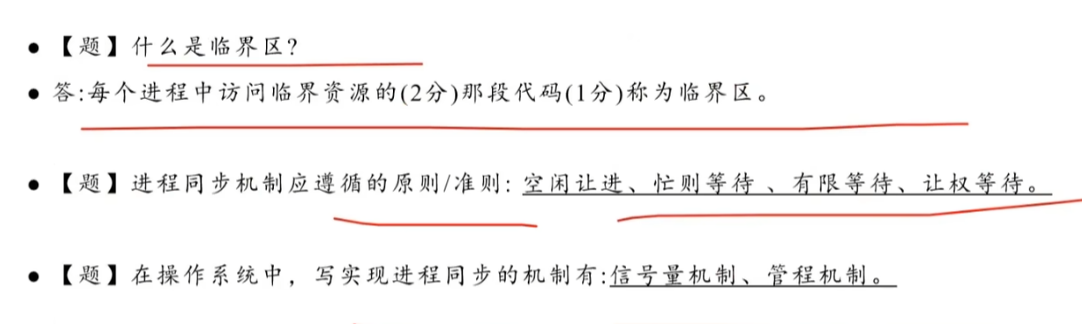 ● 【题】什么是临界区?
● 答:每个进程中访问临界资源的(2分)那段代码(1分)称为临界区。
● 【题】进程同步机制应遵循的原则/准则: 空闲让进、忙则等待 、有限等待、让权等待。
● 【题】在操作系统中，写实现进程同步的机制有:信号量机制、管程机制。